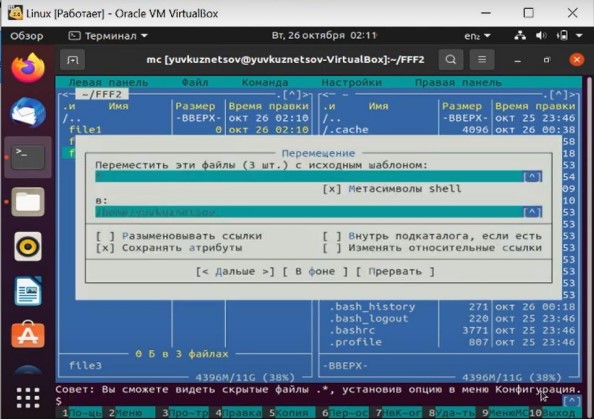 Linux [Работает] - Oracle VM VirtualBox
Обзор Терминал Вт, 26 октября 02:11 en₂
mc [yuvkuznetsov@yuvkuznetsov-VirtualBox]:~/FFF2
Левая панель Файл Команда Настройки Правая панель
<- ~/FFF2 .[^]> <- ~ .[^]>
.и Имя Размер Время правки .и Имя Размер Время правки
/.. -ВВЕРХ- окт 26 02:10 /.. -ВВЕРХ- окт 25 23:46
file1 0 окт 26 02:10 /.cache 4096 окт 26 00:38
Перемещение
Переместить эти файлы (3 шт.) с исходным шаблоном:
* [^]
[x] Метасимволы shell
в:
/home/yuvkuznetsov [^]
[ ] Разыменовывать ссылки [ ] Внутрь подкаталога, если есть
[x] Сохранять атрибуты [ ] Изменять относительные ссылки
[< Дальше >] [ В фоне ] [ Прервать ]
.bash_history 271 окт 26 00:18
.bash_logout 220 окт 25 23:46
.bashrc 3771 окт 25 23:46
.profile 807 окт 25 23:46
0 Б в 3 файлах
file3 -ВВЕРХ-
4396M/11G (38%) 4396M/11G (38%)
Совет: Вы сможете видеть скрытые файлы .*, установив опцию в меню Конфигурация.
$ [^]
1По~щь 2Меню 3Про~тр 4Правка 5Копия 6Пер~ос 7НвК~ог 8Уда~ть 9МенюMC 10Выход